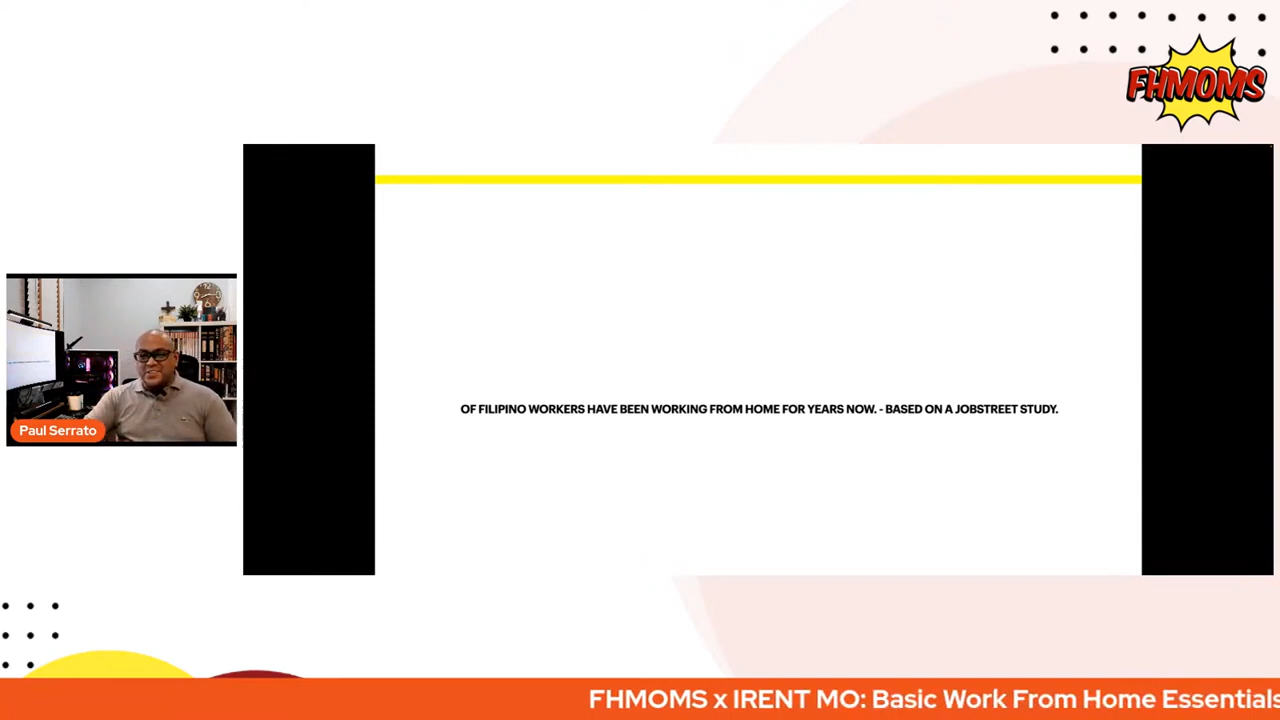 FHMOMS
OF FILIPINO WORKERS HAVE BEEN WORKING FROM HOME FOR YEARS NOW. - BASED ON A JOBSTREET STUDY.
Paul Serrato
FHMOMS x IRENT MO: Basic Work From Home Essentials